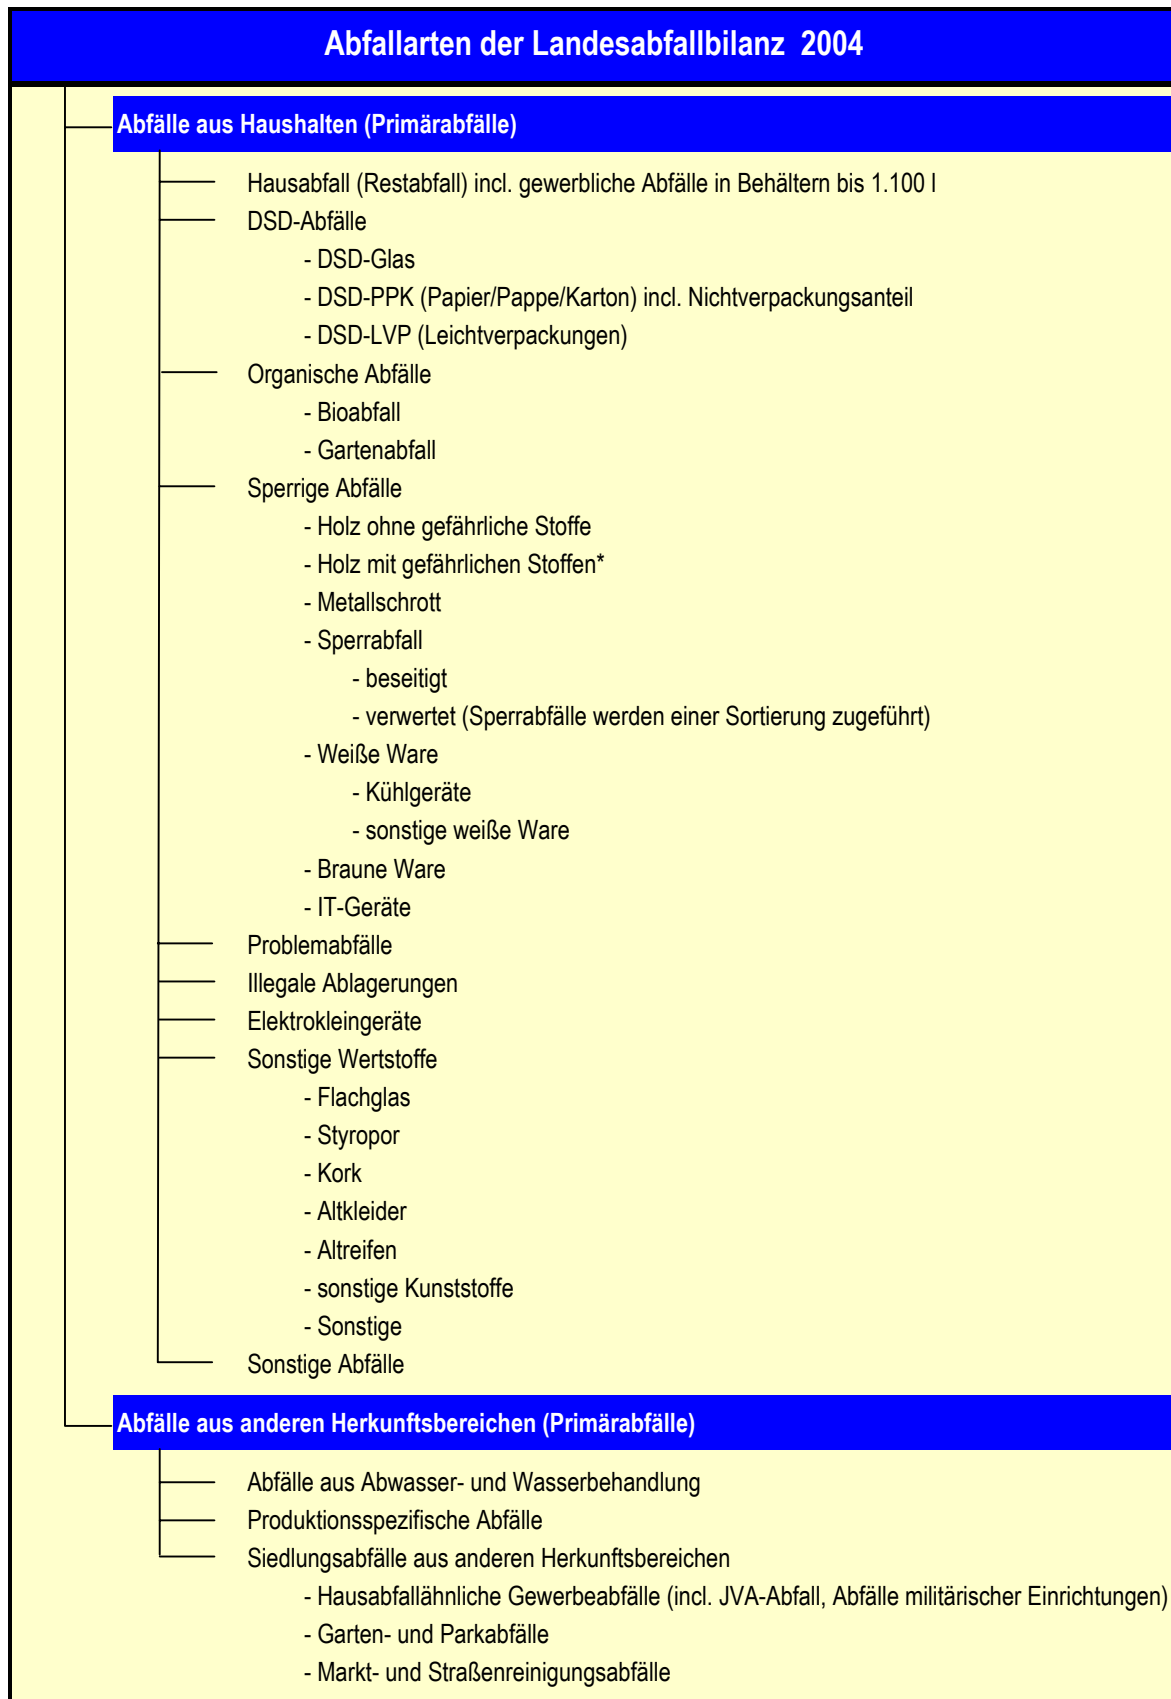 Abfallarten der Landesabfallbilanz  2004
Abfälle aus Haushalten (Primärabfälle)
Hausabfall (Restabfall) incl. gewerbliche Abfälle in Behältern bis 1.100 l
DSD-Abfälle
- DSD-Glas
- DSD-PPK (Papier/Pappe/Karton) incl. Nichtverpackungsanteil
- DSD-LVP (Leichtverpackungen)
Organische Abfälle
- Bioabfall
- Gartenabfall
Sperrige Abfälle
- Holz ohne gefährliche Stoffe
- Holz mit gefährlichen Stoffen*
- Metallschrott
- Sperrabfall
- beseitigt
- verwertet (Sperrabfälle werden einer Sortierung zugeführt)
- Weiße Ware
- Kühlgeräte
- sonstige weiße Ware
- Braune Ware
- IT-Geräte
Problemabfälle
Illegale Ablagerungen
Elektrokleingeräte
Sonstige Wertstoffe
- Flachglas
- Styropor
- Kork
- Altkleider
- Altreifen
- sonstige Kunststoffe
- Sonstige
Sonstige Abfälle
Abfälle aus anderen Herkunftsbereichen (Primärabfälle)
Abfälle aus Abwasser- und Wasserbehandlung
Produktionsspezifische Abfälle
Siedlungsabfälle aus anderen Herkunftsbereichen
- Hausabfallähnliche Gewerbeabfälle (incl. JVA-Abfall, Abfälle militärischer Einrichtungen)
- Garten- und Parkabfälle
- Markt- und Straßenreinigungsabfälle